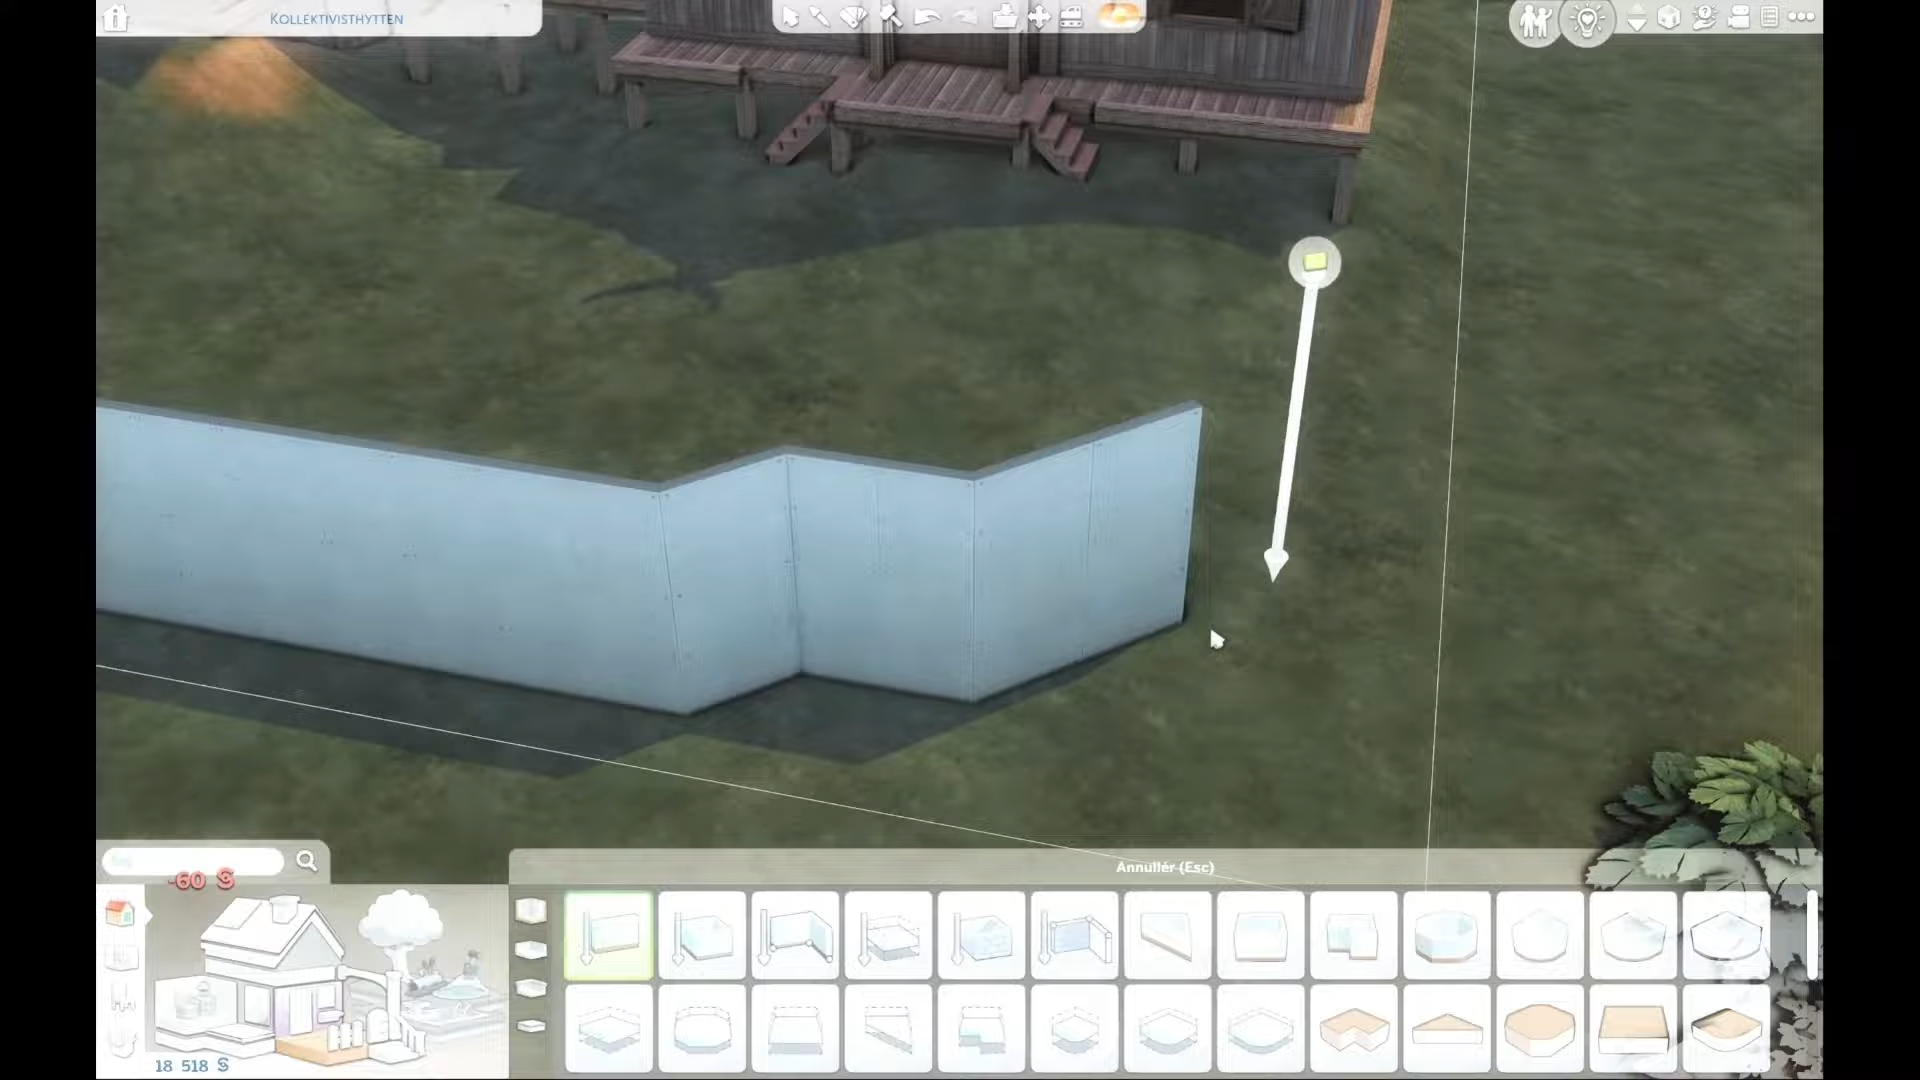 KOLLEKTIVISTHYTTEN
-60 S
Annullér (Esc)
18 518 S